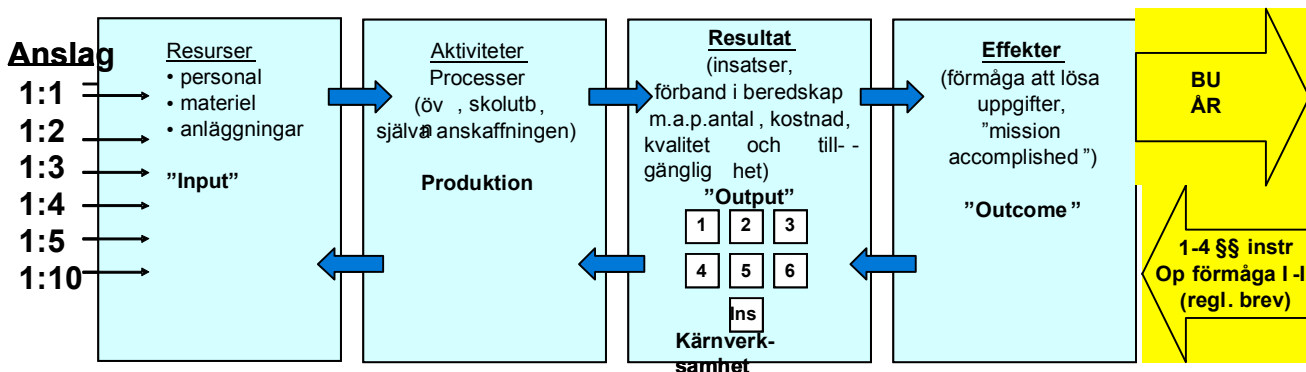 Anslag
1:1
1:2
1:3
1:4
1:5
1:10
Resurser
• personal
• materiel
• anläggningar
"Input"
Aktiviteter
Processer
(övn, skolutb,
själva anskaffningen)
Produktion
Resultat
(insatser,
förband i beredskap
m.a.p.antal, kostnad,
kvalitet och till--
gänglig het)
"Output"
1 2 3
4 5 6
Ins
Kärnverk-
samhet
Effekter
(förmåga att lösa
uppgifter,
"mission
accomplished")
"Outcome"
BU
ÅR
1-4 §§ instr
Op förmåga I-I
(regl. brev)